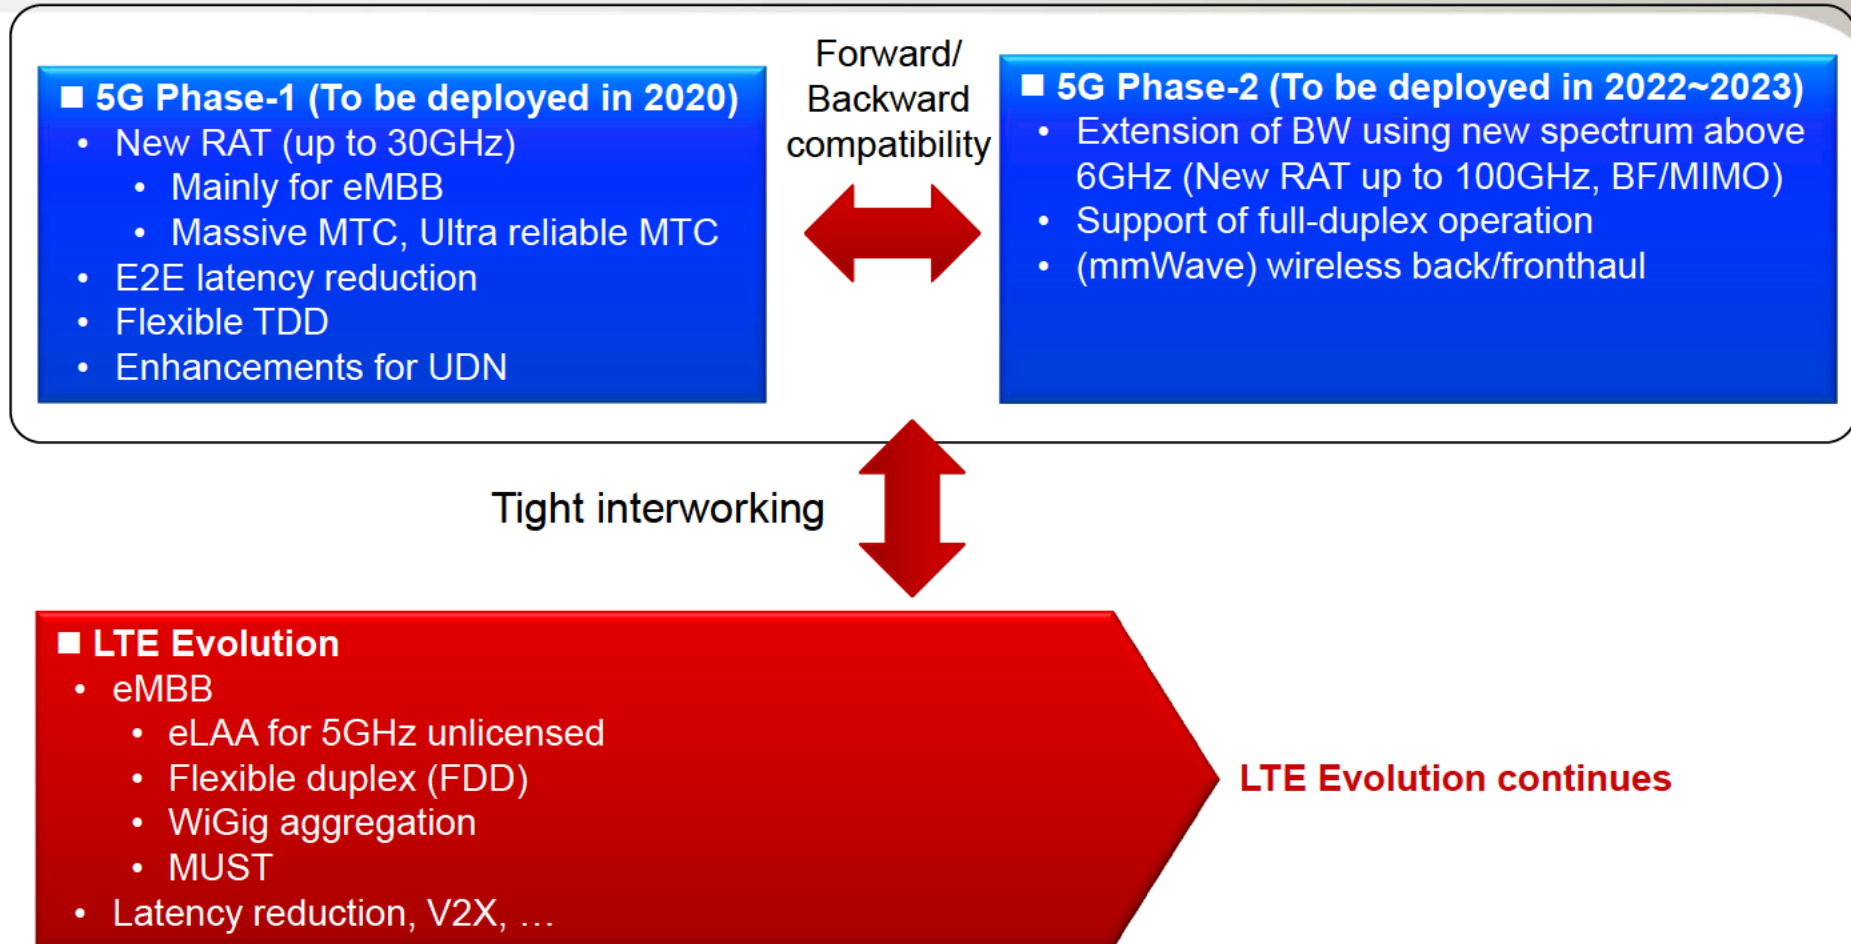 ■ 5G Phase-1 (To be deployed in 2020)
• New RAT (up to 30GHz)
• Mainly for eMBB
• Massive MTC, Ultra reliable MTC
• E2E latency reduction
• Flexible TDD
• Enhancements for UDN
Forward/
Backward
compatibility
■ 5G Phase-2 (To be deployed in 2022~2023)
• Extension of BW using new spectrum above
6GHz (New RAT up to 100GHz, BF/MIMO)
• Support of full-duplex operation
• (mmWave) wireless back/fronthaul
Tight interworking
■ LTE Evolution
• eMBB
• eLAA for 5GHz unlicensed
• Flexible duplex (FDD)
• WiGig aggregation
• MUST
• Latency reduction, V2X, …
LTE Evolution continues